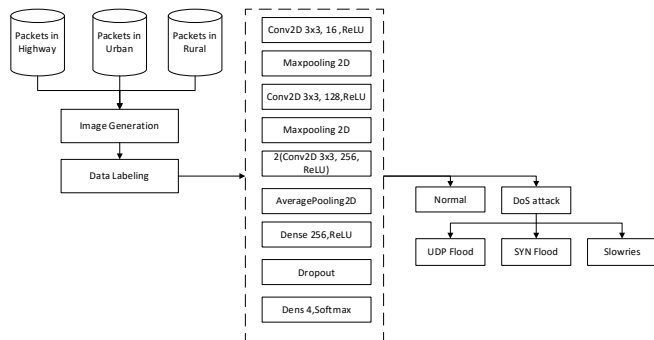 Packets in
Highway
Packets in
Urban
Packets in
Rural
Image Generation
Data Labeling
Conv2D 3x3, 16 ,ReLU
Maxpooling 2D
Conv2D 3x3, 128,ReLU
Maxpooling 2D
2(Conv2D 3x3, 256,
ReLU)
AveragePooling2D
Dense 256,ReLU
Dropout
Dens 4,Softmax
Normal
DoS attack
UDP Flood
SYN Flood
Slowries